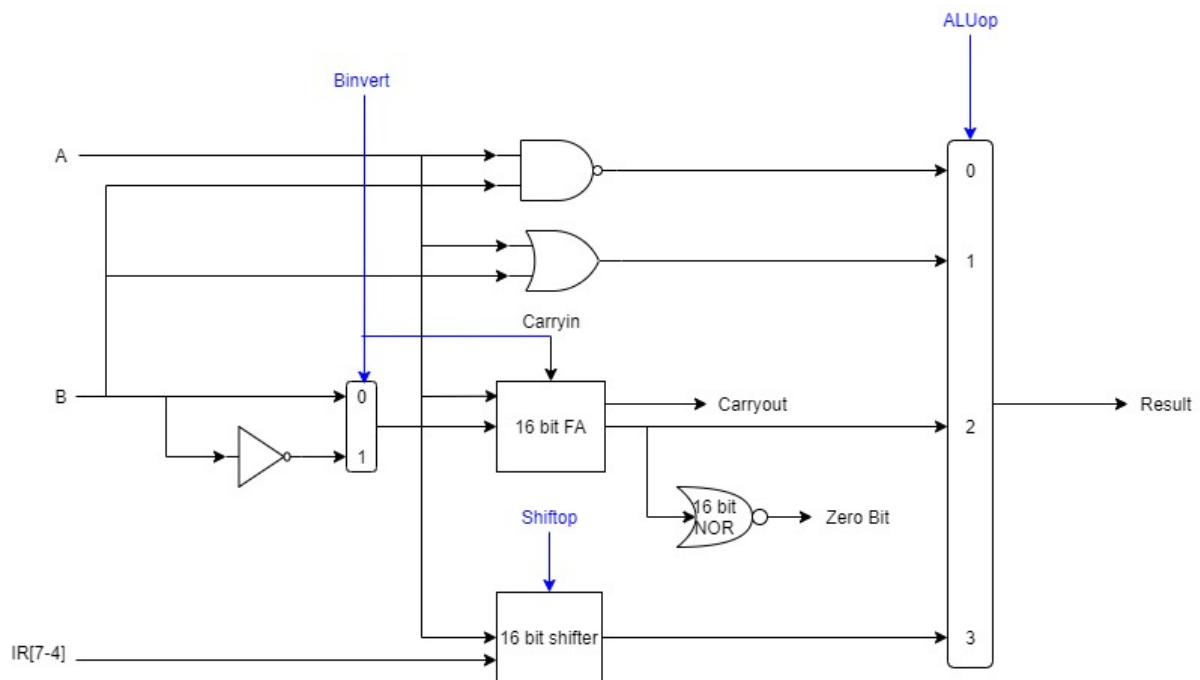 ALUop
Binvert
A
0
1
Carryin
B
0
Carryout
Result
16 bit FA
2
1
16 bit
NOR
Zero Bit
Shiftop
16 bit shifter
3
IR[7-4]